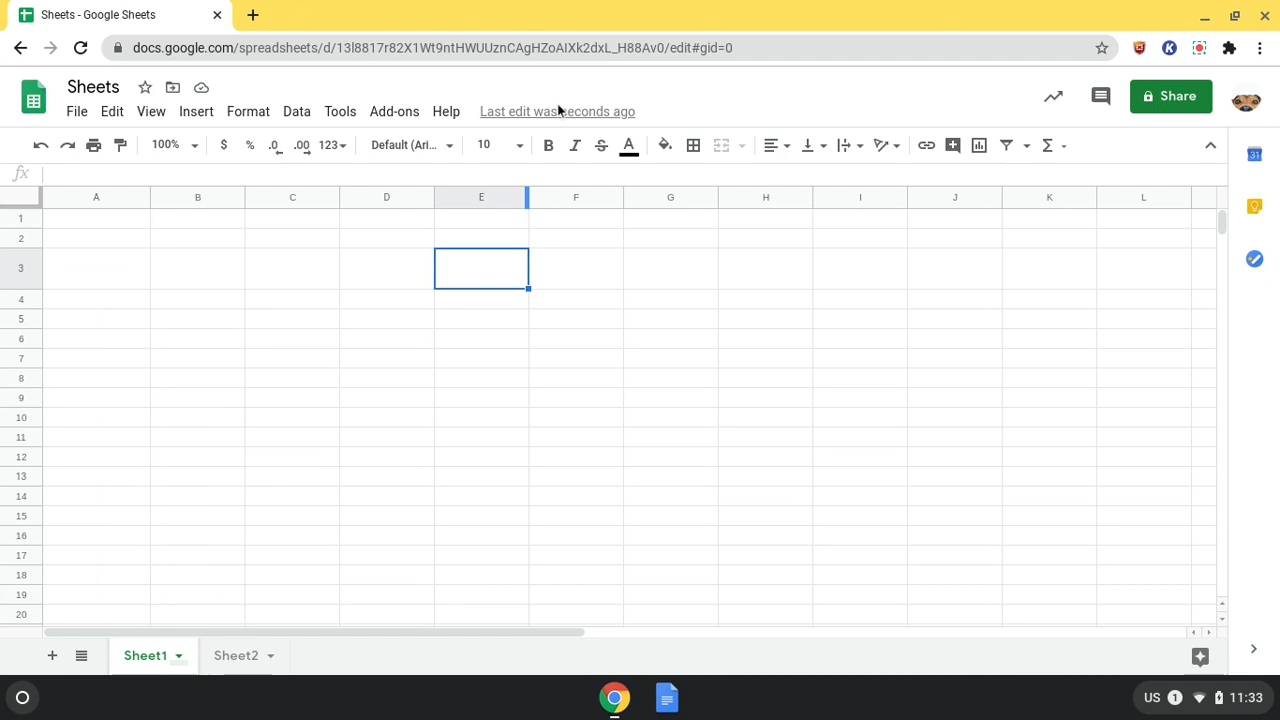 Sheets - Google Sheets
docs.google.com/spreadsheets/d/13l8817r82X1Wt9ntHWUUzriCAgHZoAIXk2dxL_H88Av0/edit#gid=0
Sheets
File Edit View Insert Format Data Tools Add-ons Help Last edit was seconds ago
Share
100% $ % .0 .00 123 Default (Ari... 10 B I S A Σ
fx
A B C D E F G H I J K L
1
2
3
4
5
6
7
8
9
10
11
12
13
14
15
16
17
18
19
20
Sheet1 Sheet2
31
US 1 11:33